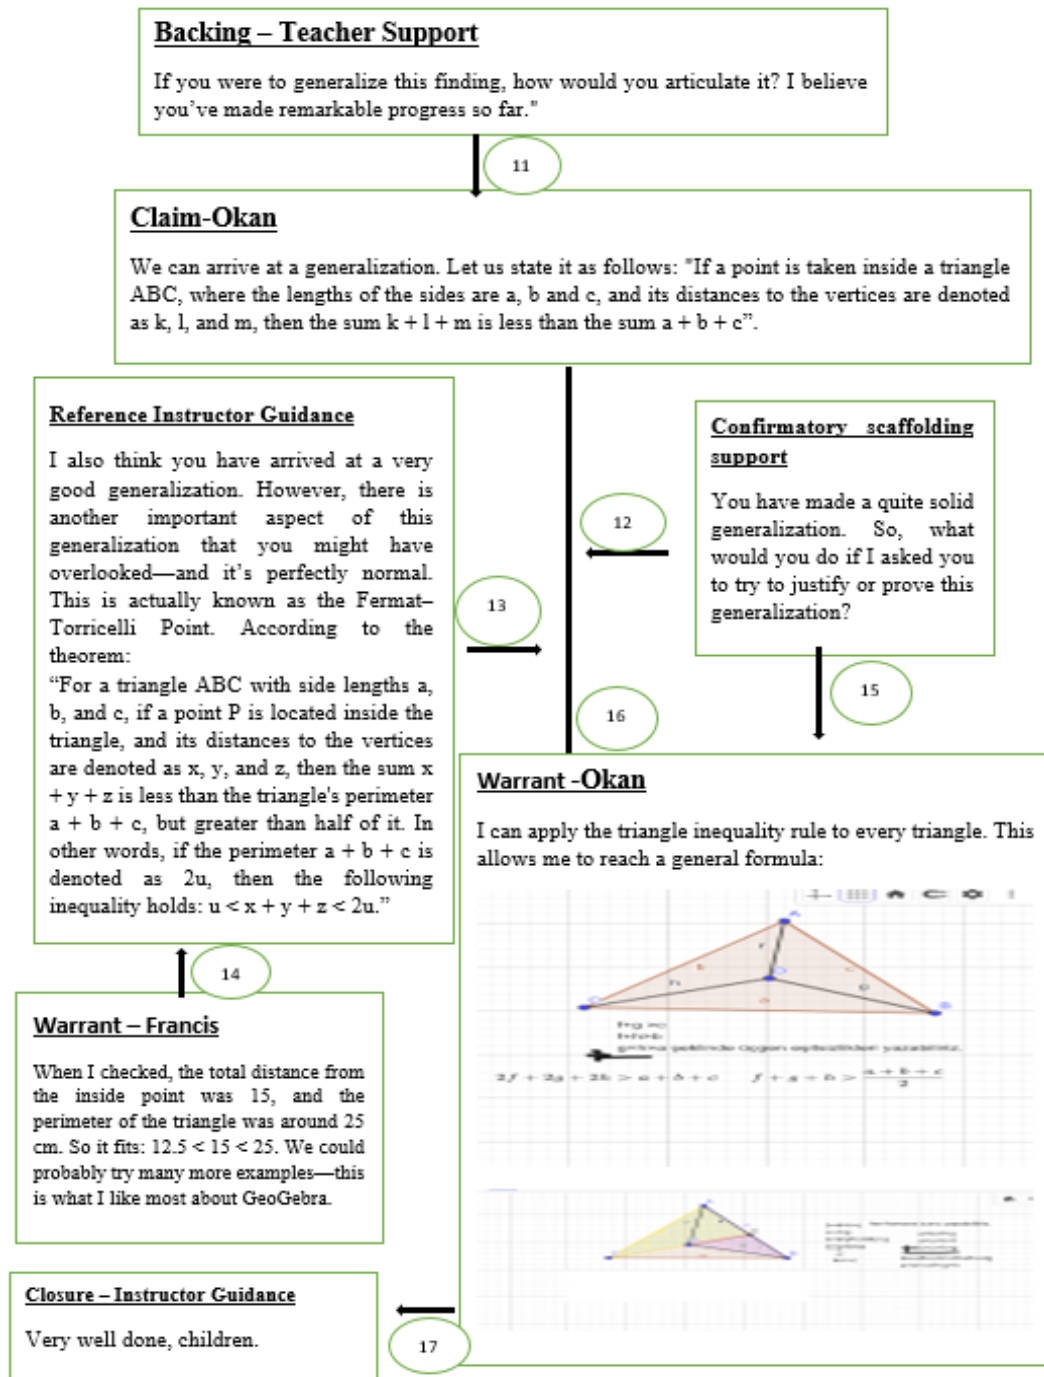 Backing – Teacher Support
If you were to generalize this finding, how would you articulate it? I believe
you've made remarkable progress so far."
11
Claim-Okan
We can arrive at a generalization. Let us state it as follows: "If a point is taken inside a triangle
ABC, where the lengths of the sides are a, b and c, and its distances to the vertices are denoted
as k, l, and m, then the sum k + l + m is less than the sum a + b + c”.
Reference Instructor Guidance
I also think you have arrived at a very
good generalization. However, there is
another important aspect of this
generalization that you might have
overlooked—and it’s perfectly normal.
This is actually known as the Fermat–
Torricelli Point. According to the
theorem:
“For a triangle ABC with side lengths a,
b, and c, if a point P is located inside the
triangle, and its distances to the vertices
are denoted as x, y, and z, then the sum x
+ y + z is less than the triangle's perimeter
a + b + c, but greater than half of it. In
other words, if the perimeter a + b + c is
denoted as 2u, then the following
inequality holds: u < x + y + z < 2u.”
Confirmatory scaffolding
support
You have made a quite solid
generalization. So, what
would you do if I asked you
to try to justify or prove this
generalization?
12
13
15
16
14
Warrant – Francis
When I checked, the total distance from
the inside point was 15, and the
perimeter of the triangle was around 25
cm. So it fits: 12.5 < 15 < 25. We could
probably try many more examples—this
is what I like most about GeoGebra.
Warrant -Okan
I can apply the triangle inequality rule to every triangle. This
allows me to reach a general formula:
2f + 2g + 2h > a + b + c f + g + h > a + b + c
2
Closure – Instructor Guidance
Very well done, children.
17